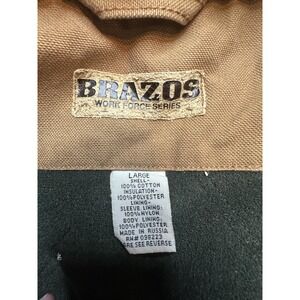 BRAZOS
WORK FORCE SERIES
LARGE
SHELL-
100% COTTON
INSULATION-
100% POLYESTER
LINING-
SLEEVE LINING:
100% NYLON
BODY LINING:
100% POLYESTER
MADE IN RUSSIA
RN# 098223
RE SEE REVERSE